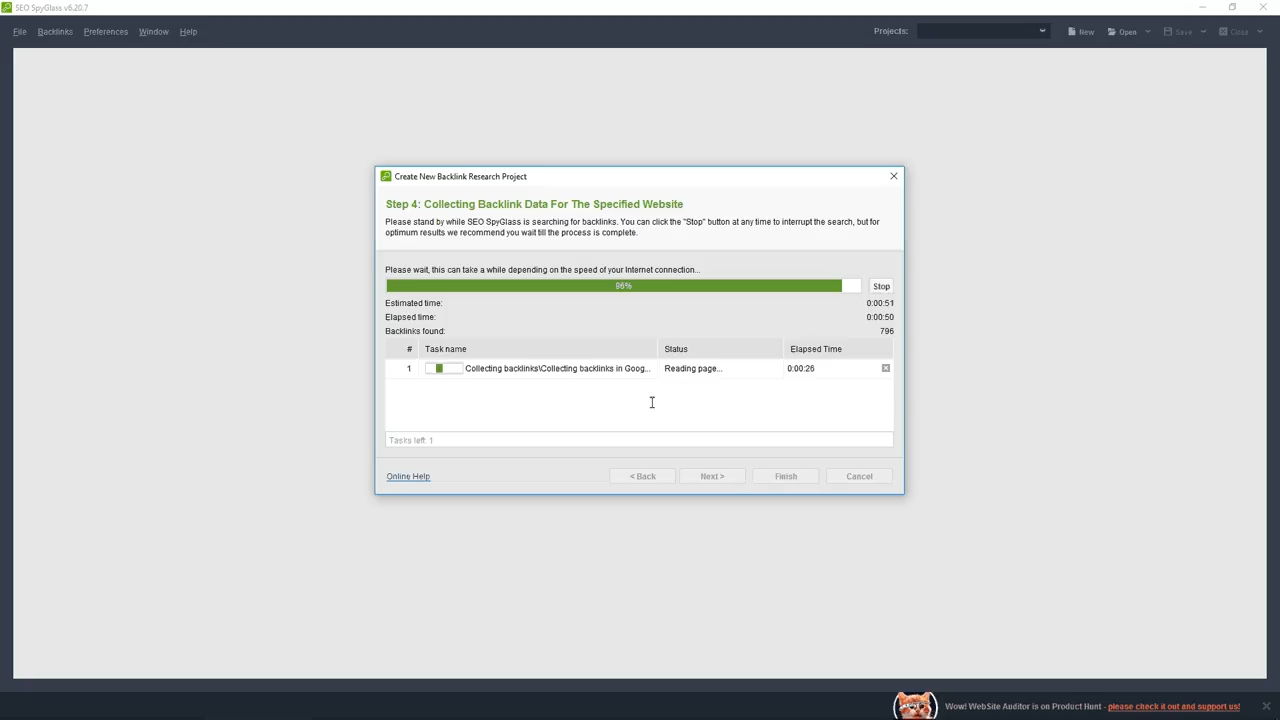 SEO SpyGlass v6.20.7
File Backlinks Preferences Window Help Projects: New Open Save Close
Create New Backlink Research Project
Step 4: Collecting Backlink Data For The Specified Website
Please stand by while SEO SpyGlass is searching for backlinks. You can click the "Stop" button at any time to interrupt the search, but for
optimum results we recommend you wait till the process is complete.
Please wait, this can take a while depending on the speed of your Internet connection...
96% Stop
Estimated time: 0:00:51
Elapsed time: 0:00:50
Backlinks found: 796
# Task name Status Elapsed Time
1 Collecting backlinks\Collecting backlinks in Goog... Reading page... 0:00:26
Tasks left: 1
Online Help < Back Next > Finish Cancel
Wow! WebSite Auditor is on Product Hunt - please check it out and support us!